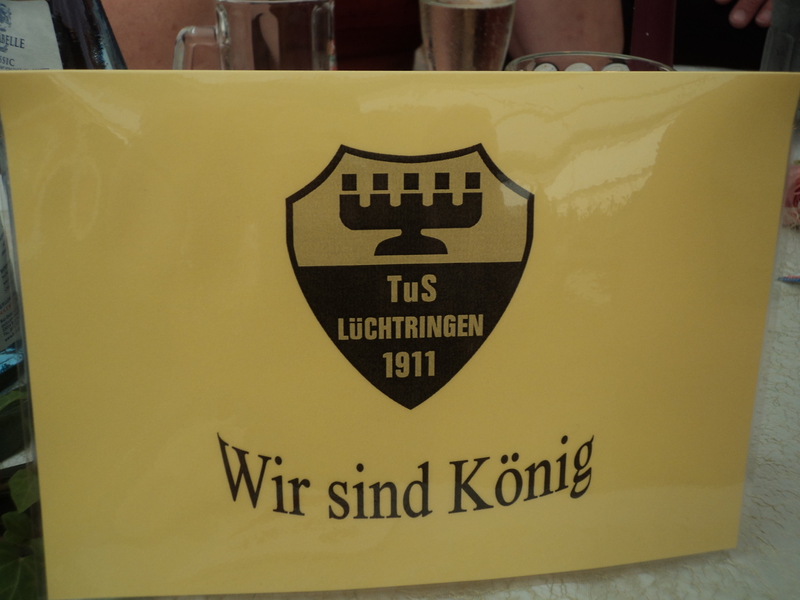 TuS
LÜCHTRINGEN
1911
Wir sind König